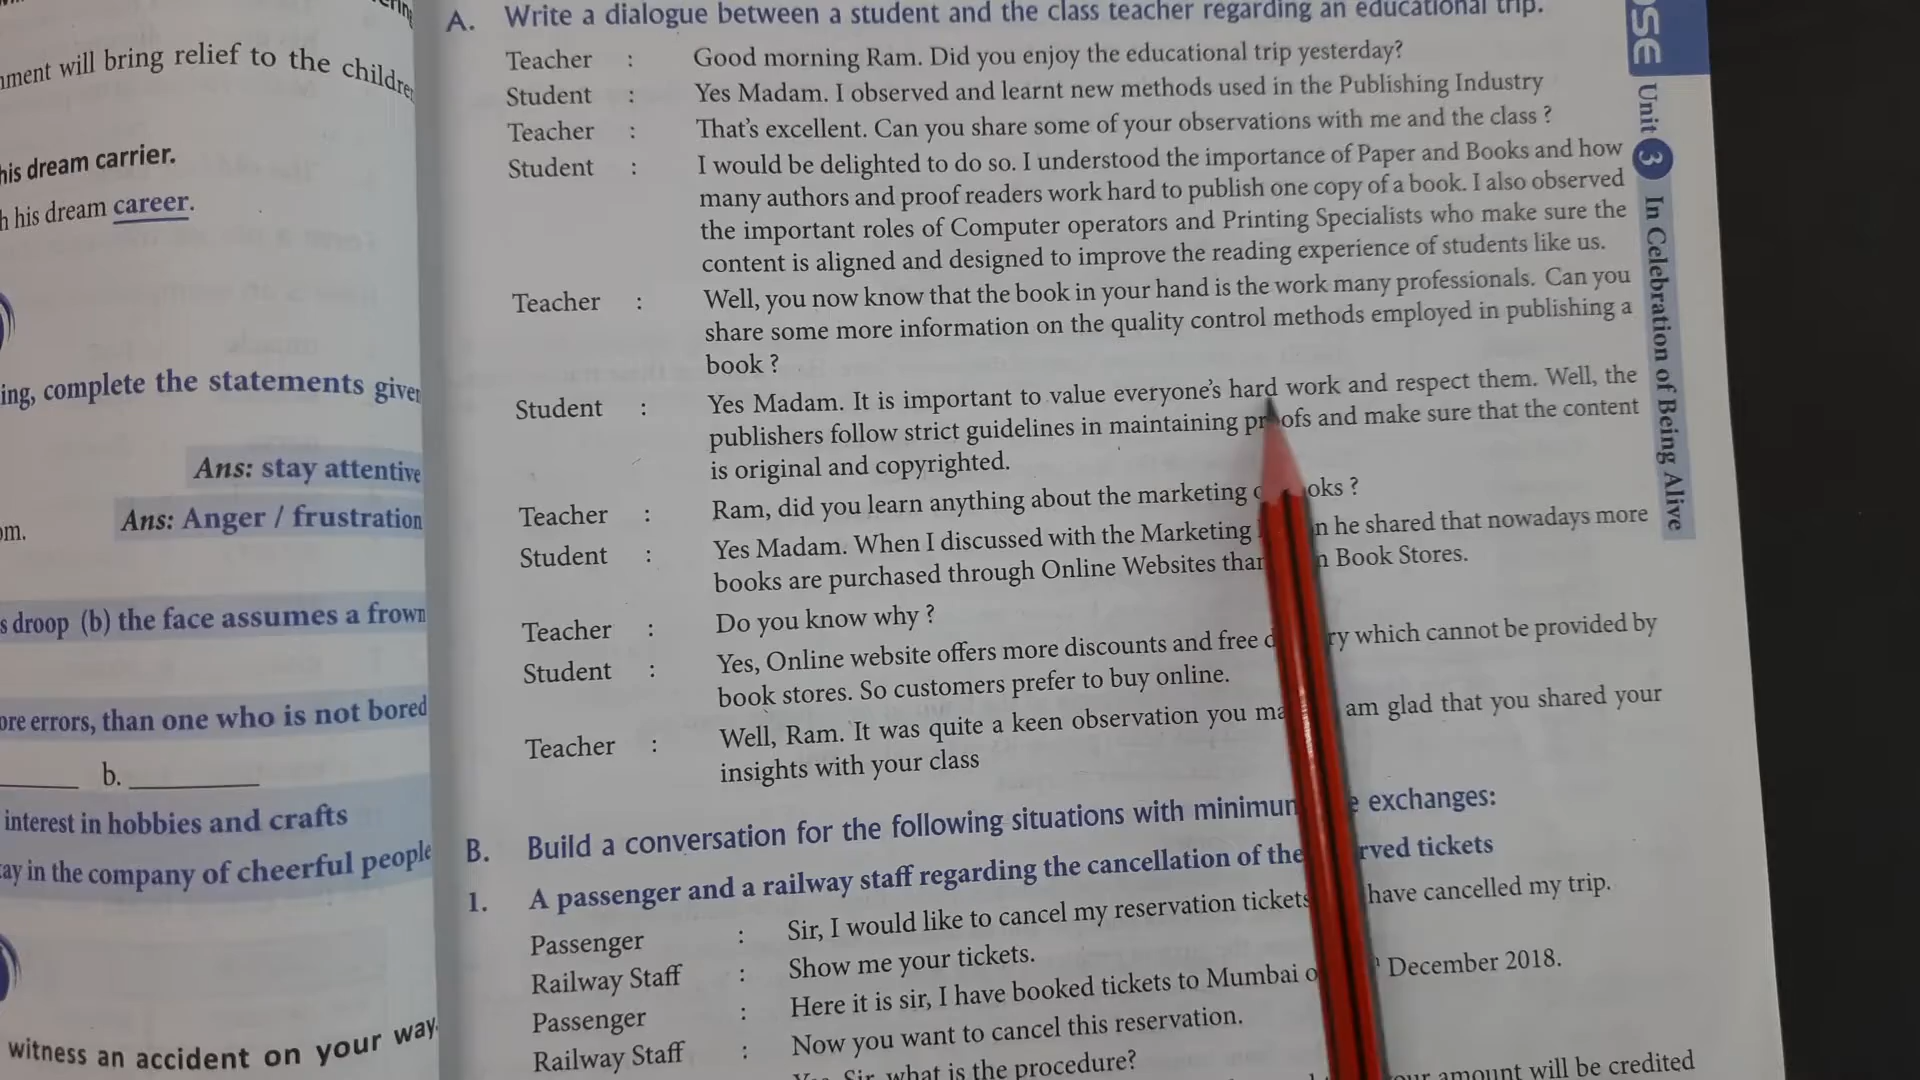 nment will bring relief to the
his dream carrier.
h his dream career.
ing, complete the statements given
Ans: stay attentive
Ans: Anger / frustration
om.
s droop (b) the face assumes a frown
ore errors, than one who is not bored
b.
interest in hobbies and crafts
ay in the company of cheerful people
witness an accident on your way.
A. Write a dialogue between a student and the class teacher regarding an educational trip.
Teacher : Good morning Ram. Did you enjoy the educational trip yesterday?
Student : Yes Madam. I observed and learnt new methods used in the Publishing Industry
Teacher : That's excellent. Can you share some of your observations with me and the class ?
Student : I would be delighted to do so. I understood the importance of Paper and Books and how
many authors and proof readers work hard to publish one copy of a book. I also observed
the important roles of Computer operators and Printing Specialists who make sure the
content is aligned and designed to improve the reading experience of students like us.
Teacher : Well, you now know that the book in your hand is the work many professionals. Can you
share some more information on the quality control methods employed in publishing a
book ?
Student : Yes Madam. It is important to value everyone's hard work and respect them. Well, the
publishers follow strict guidelines in maintaining proofs and make sure that the content
is original and copyrighted.
Teacher : Ram, did you learn anything about the marketing ?
Student : Yes Madam. When I discussed with the Marketing he shared that nowadays more
books are purchased through Online Websites than Book Stores.
Teacher : Do you know why ?
Student : Yes, Online website offers more discounts and free which cannot be provided by
book stores. So customers prefer to buy online.
Teacher : Well, Ram. It was quite a keen observation you am glad that you shared your
insights with your class
B. Build a conversation for the following situations with exchanges:
1. A passenger and a railway staff regarding the cancellation of the tickets
Passenger : Sir, I would like to cancel my reservation tickets have cancelled my trip.
Railway Staff : Show me your tickets.
Passenger : Here it is sir, I have booked tickets to Mumbai December 2018.
Railway Staff : Now you want to cancel this reservation.
Sir, what is the procedure?
amount will be credited
Unit 3 In Celebration of Being Alive